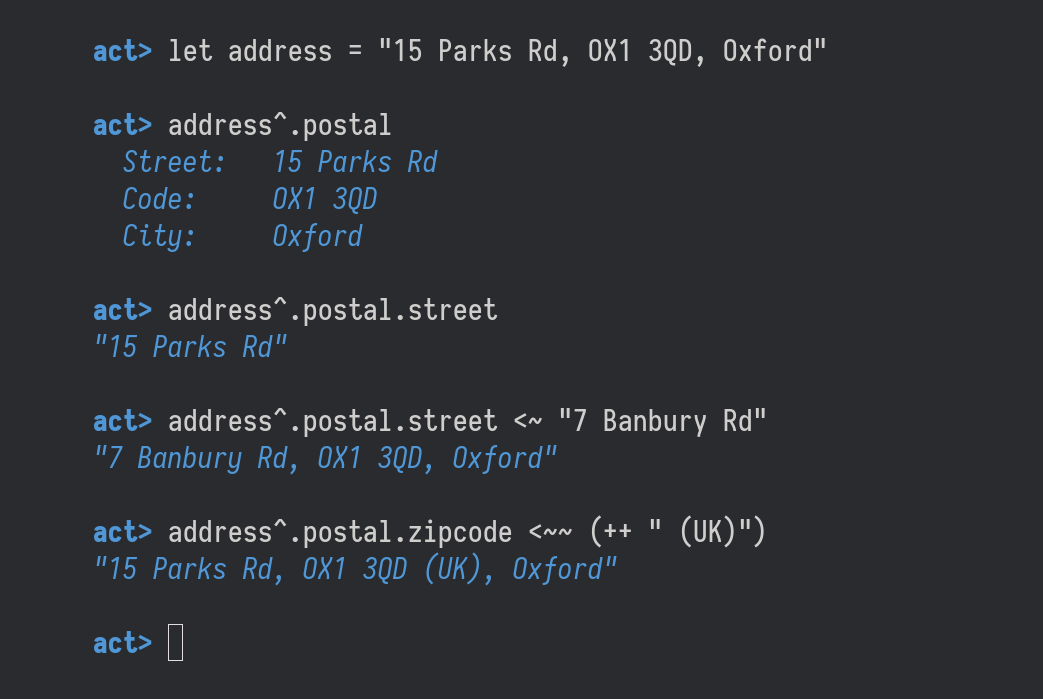 act> let address = "15 Parks Rd, OX1 3QD, Oxford"
act> address^.postal
Street: 15 Parks Rd
Code: OX1 3QD
City: Oxford
act> address^.postal.street
"15 Parks Rd"
act> address^.postal.street <~ "7 Banbury Rd"
"7 Banbury Rd, OX1 3QD, Oxford"
act> address^.postal.zipcode <~~ (++ " (UK)")
"15 Parks Rd, OX1 3QD (UK), Oxford"
act>